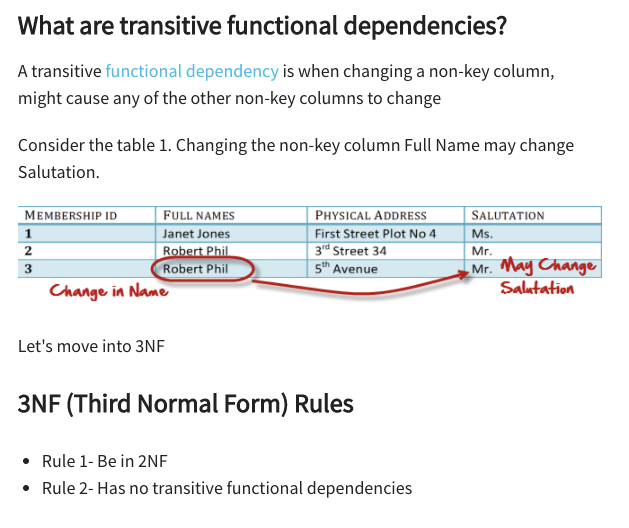 What are transitive functional dependencies?
A transitive functional dependency is when changing a non-key column,
might cause any of the other non-key columns to change
Consider the table 1. Changing the non-key column Full Name may change
Salutation.
MEMBERSHIP ID FULL NAMES PHYSICAL ADDRESS SALUTATION
1 Janet Jones First Street Plot No 4 Ms.
2 Robert Phil 3rd Street 34 Mr.
3 Robert Phil 5th Avenue Mr. May Change
Change in Name Salutation
Let's move into 3NF
3NF (Third Normal Form) Rules
• Rule 1- Be in 2NF
• Rule 2- Has no transitive functional dependencies